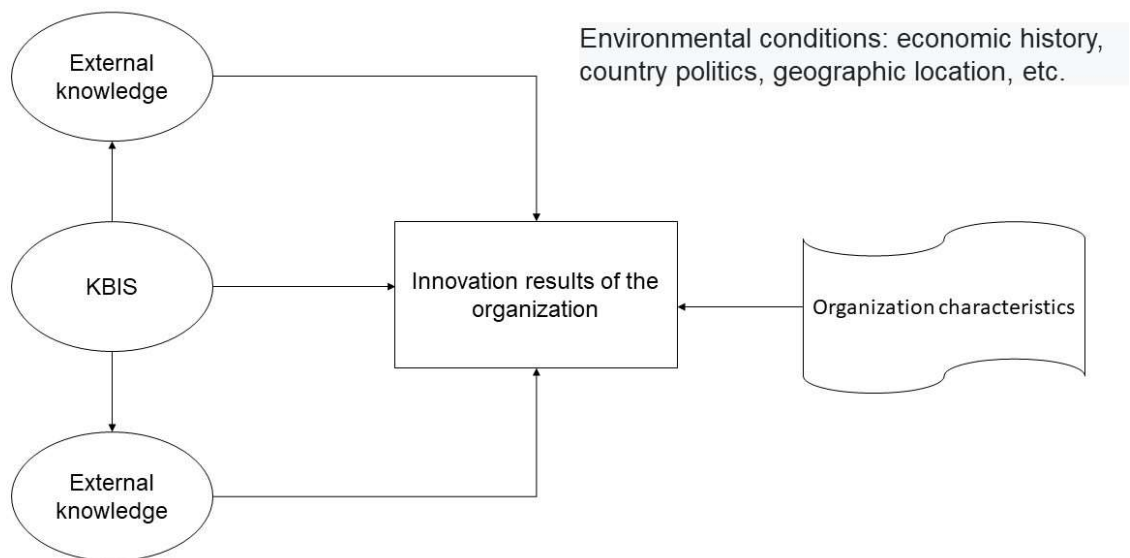 External
knowledge
Environmental conditions: economic history,
country politics, geographic location, etc.
KBIS
Innovation results of the
organization
Organization characteristics
External
knowledge